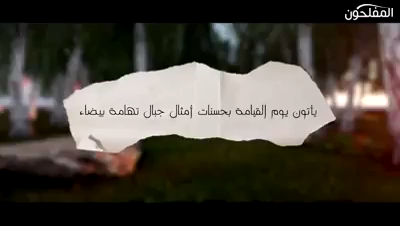 المفلحون
يأتون يوم القيامة بحسنات أمثال جبال تهامة بيضاء